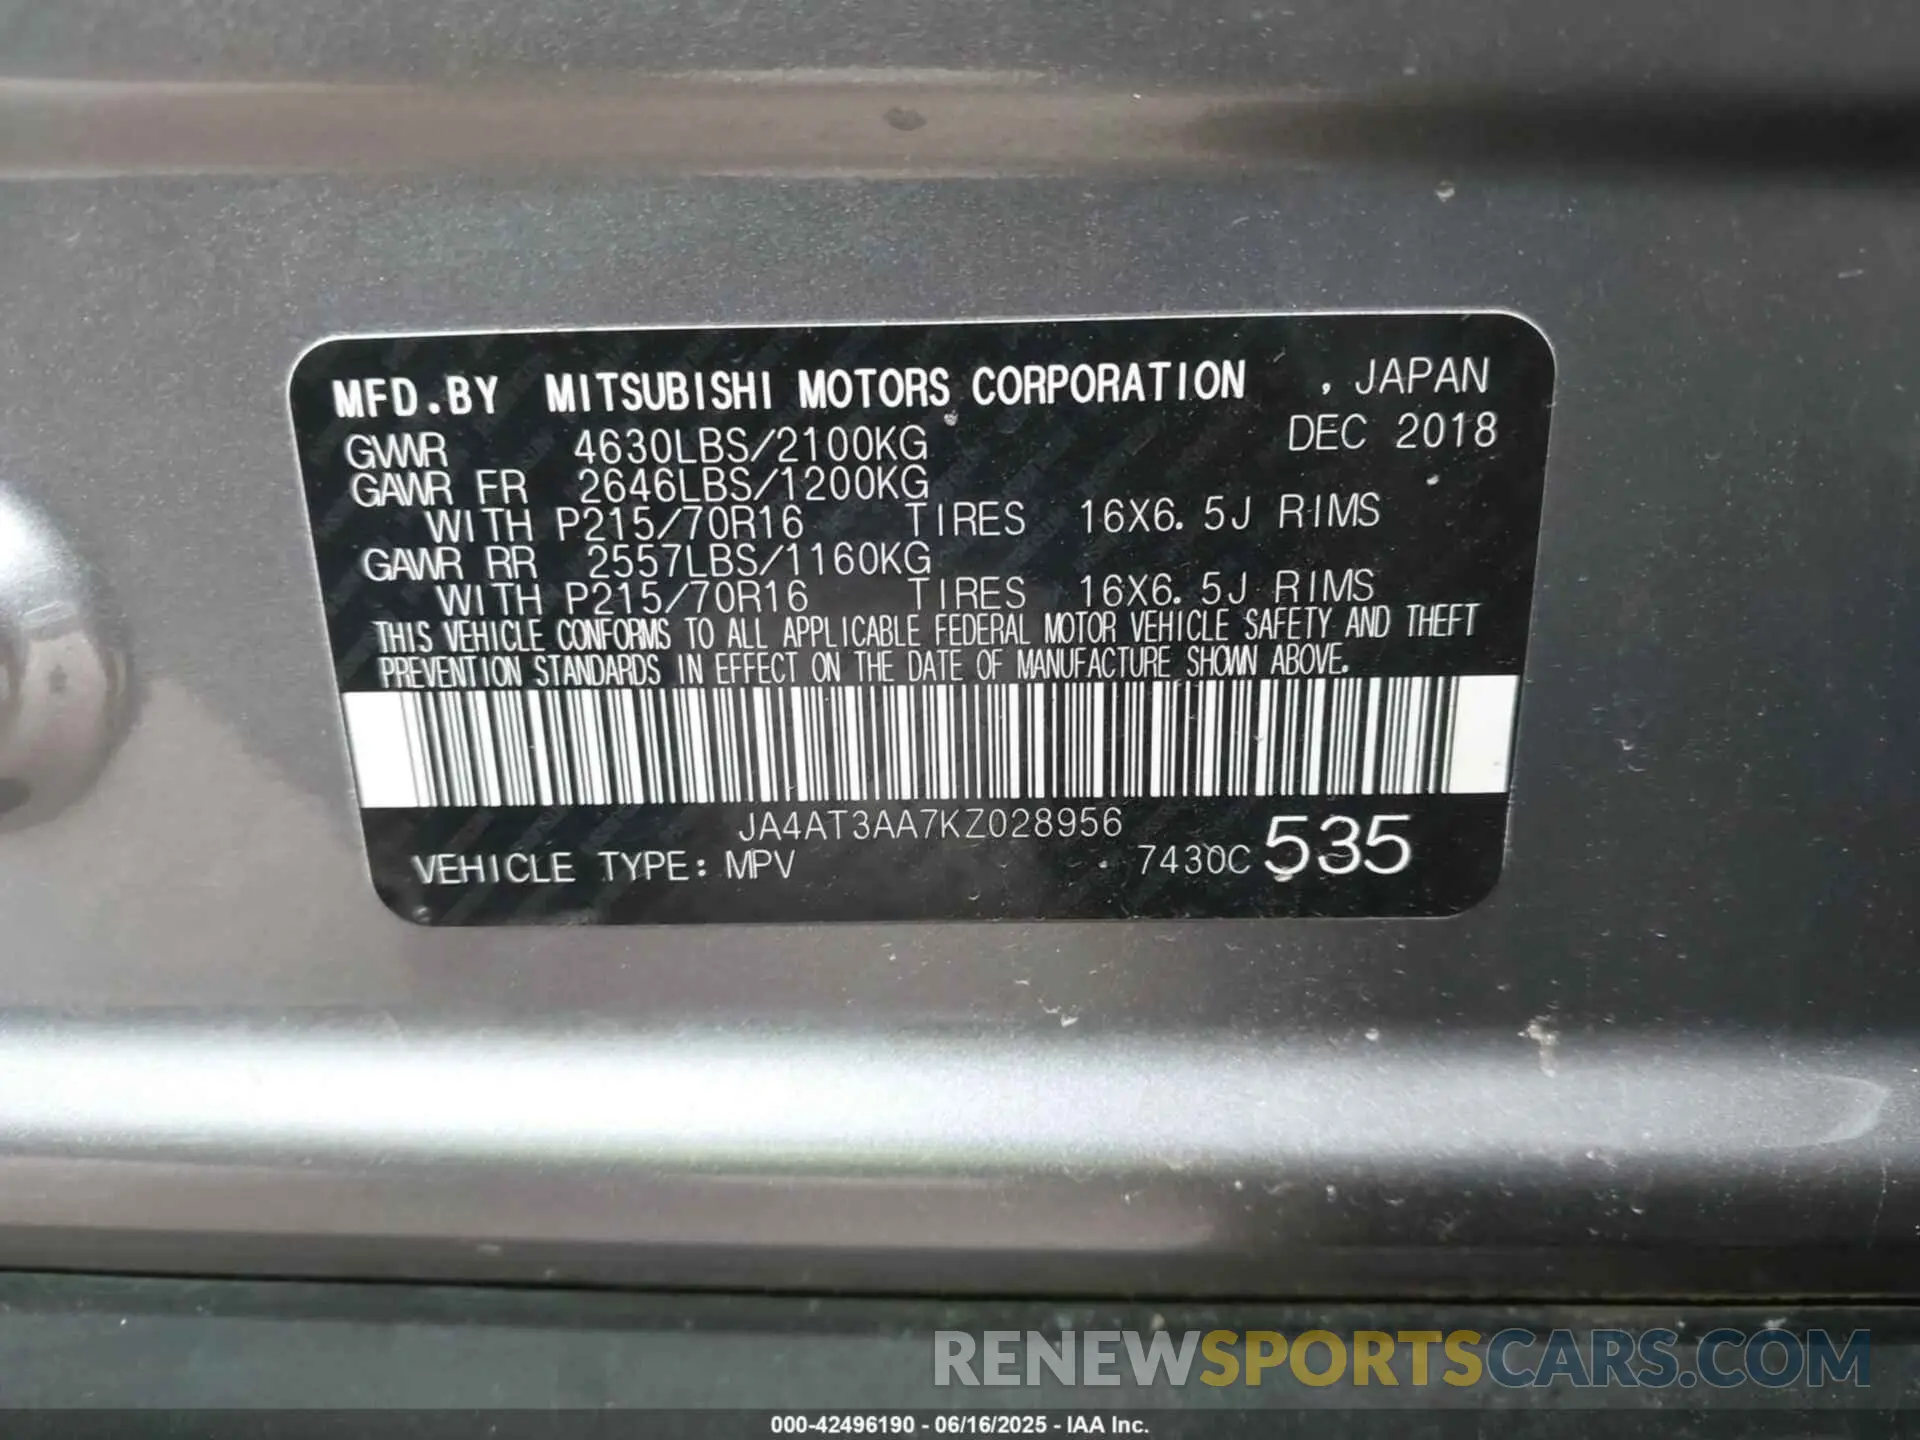 MFD.BY MITSUBISHI MOTORS CORPORATION , JAPAN
GVWR 4630LBS/2100KG DEC 2018
GAWR FR 2646LBS/1200KG
WITH P215/70R16 TIRES 16X6.5J RIMS
GAWR RR 2557LBS/1160KG
WITH P215/70R16 TIRES 16X6.5J RIMS
THIS VEHICLE CONFORMS TO ALL APPLICABLE FEDERAL MOTOR VEHICLE SAFETY AND THEFT
PREVENTION STANDARDS IN EFFECT ON THE DATE OF MANUFACTURE SHOWN ABOVE.
JA4AT3AA7KZ028956
VEHICLE TYPE: MPV 7430C 535
RENEWSPORTSCARS.COM
000-42496190 - 06/16/2025 - IAA Inc.